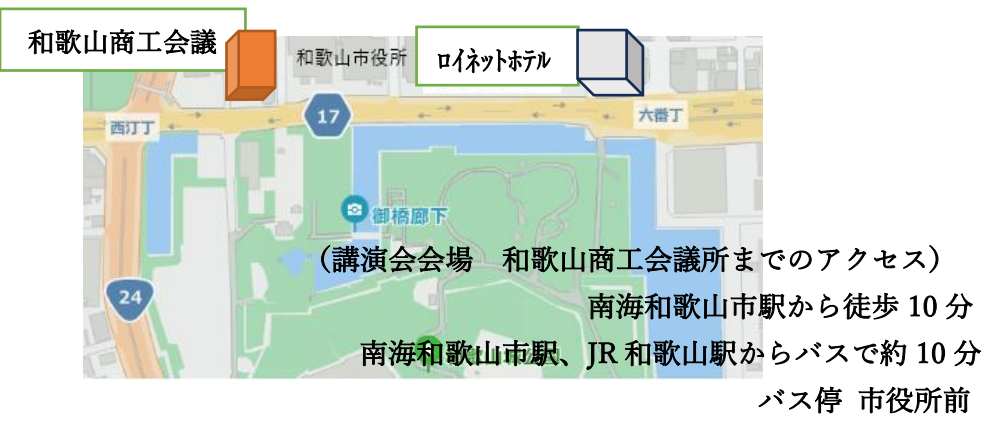 和歌山商工会議
和歌山市役所
ロイネットホテル
17
西汀丁
六番丁
御橋廊下
(講演会会場　和歌山商工会議所までのアクセス)
24
南海和歌山市駅から徒歩 10 分
南海和歌山市駅、JR 和歌山駅からバスで約 10 分
バス停 市役所前